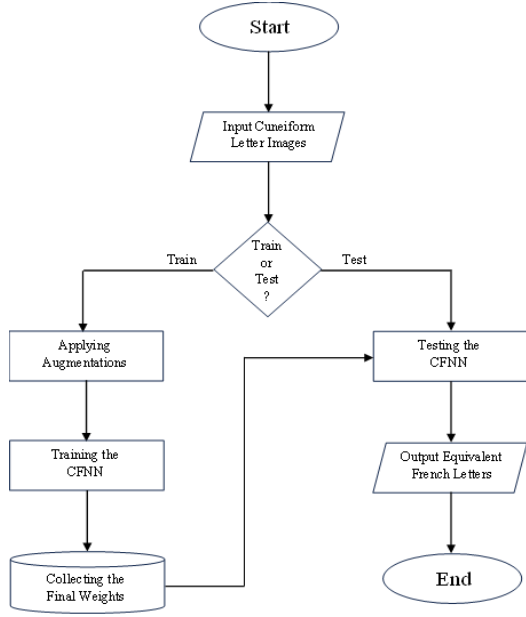 Start
Input Cuneiform
Letter Images
Train
or
Test
?
Train
Test
Applying
Augmentations
Testing the
CFNN
Training the
CFNN
Output Equivalent
French Letters
Collecting the
Final Weights
End